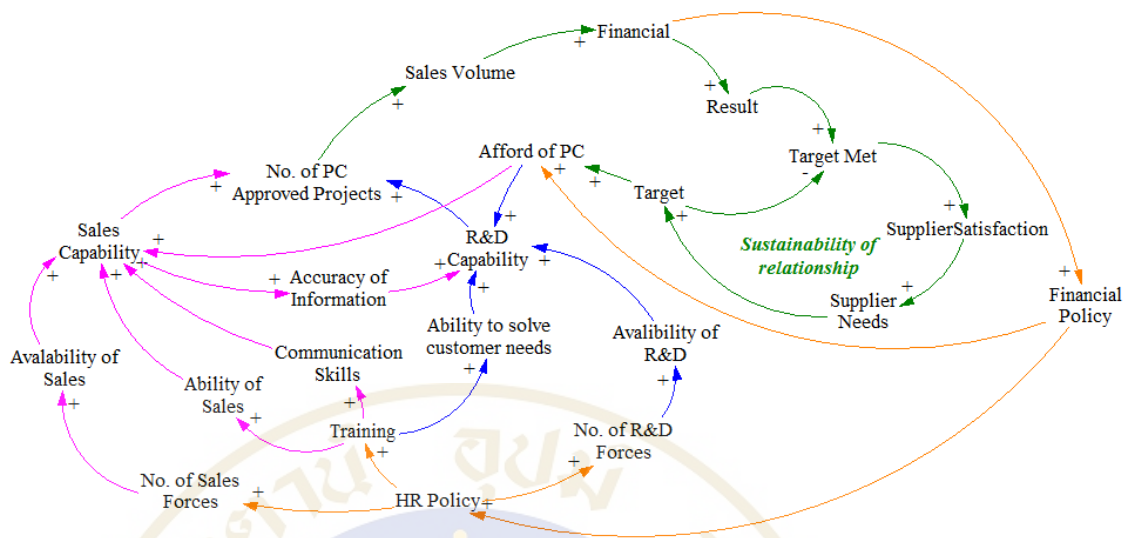 Financial
Sales Volume
Result
Afford of PC
Target Met
No. of PC
Approved Projects
Target
Sales
Capability
R&D
Capability
SupplierSatisfaction
Sustainability of
relationship
Accuracy of
Information
Supplier
Needs
Financial
Policy
Ability to solve
customer needs
Avalibility of
R&D
Avalability of
Sales
Communication
Skills
Ability of
Sales
Training
No. of R&D
Forces
No. of Sales
Forces
HR Policy